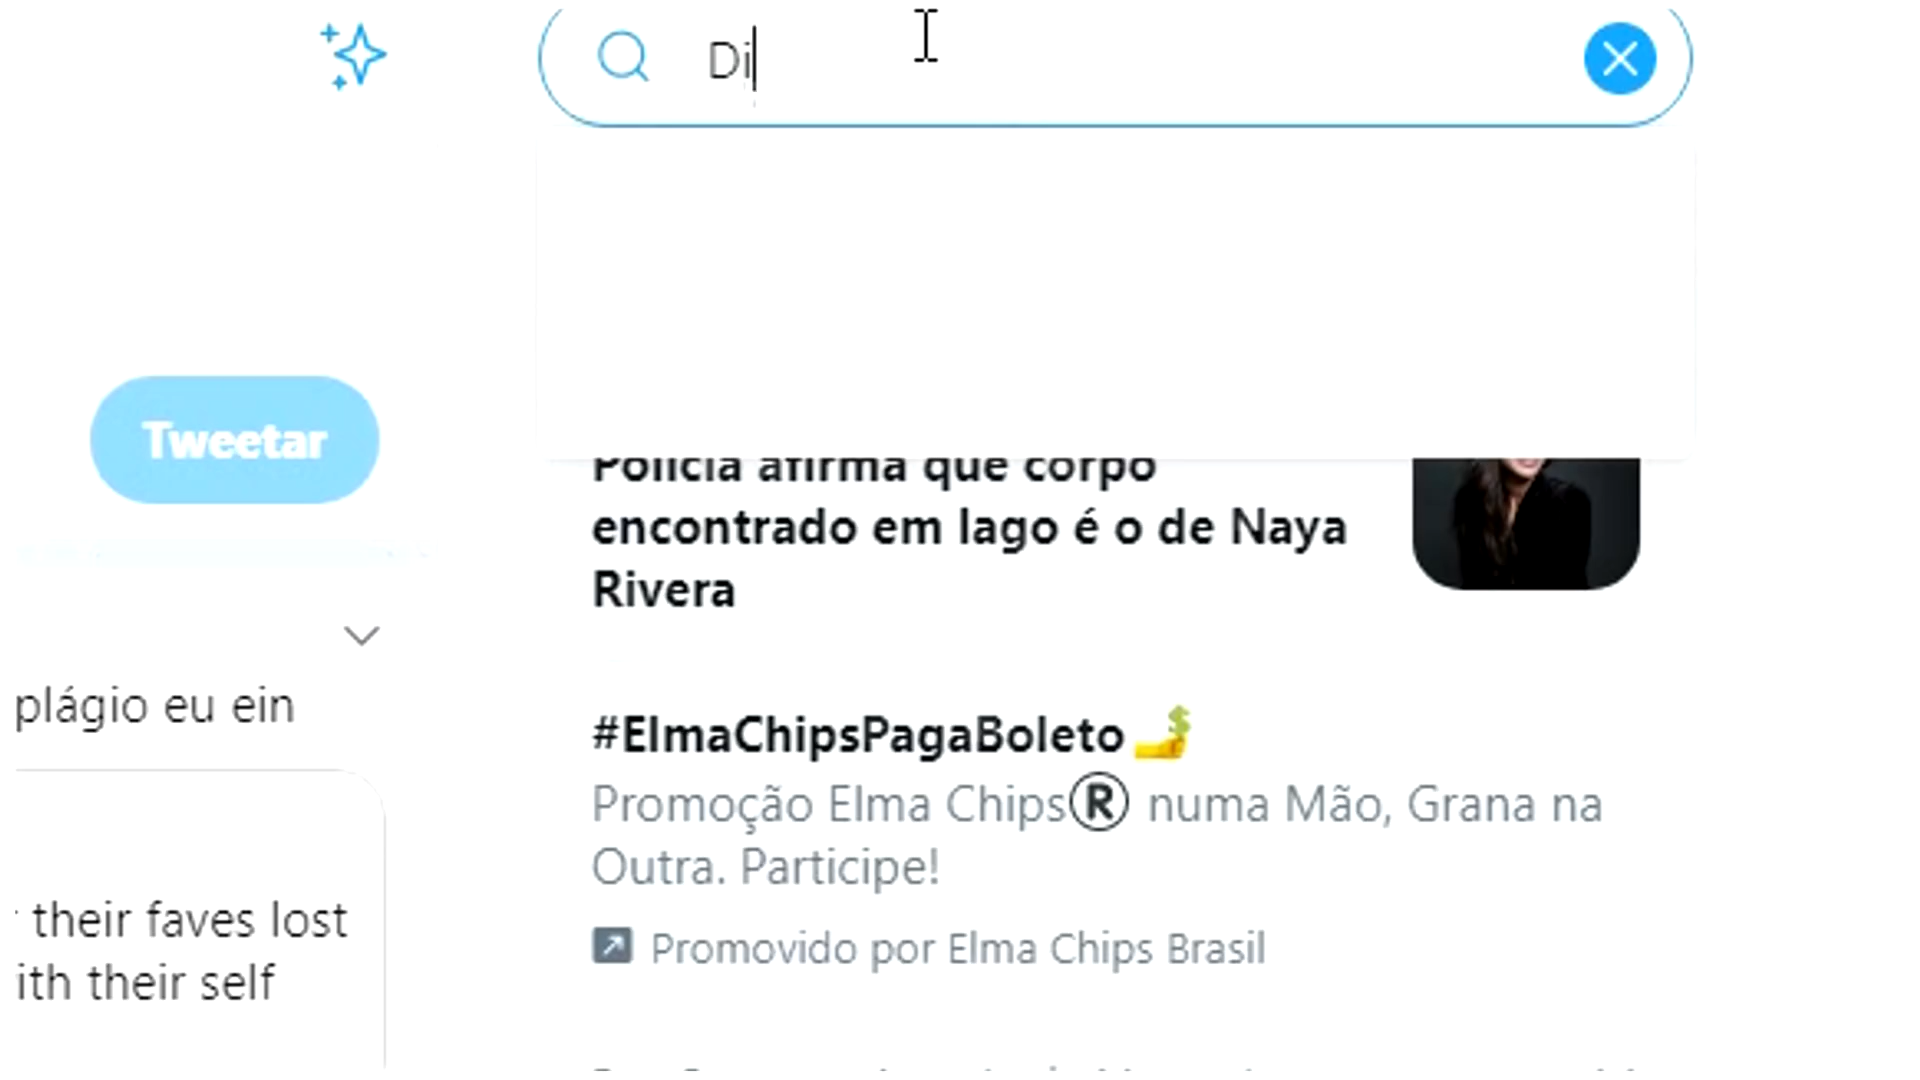 Di
Tweetar
plágio eu ein
their faves lost
ith their self
Polícia afirma que corpo
encontrado em lago é o de Naya
Rivera
#ElmaChipsPagaBoleto
Promoção Elma Chips® numa Mão, Grana na
Outra. Participe!
Promovido por Elma Chips Brasil